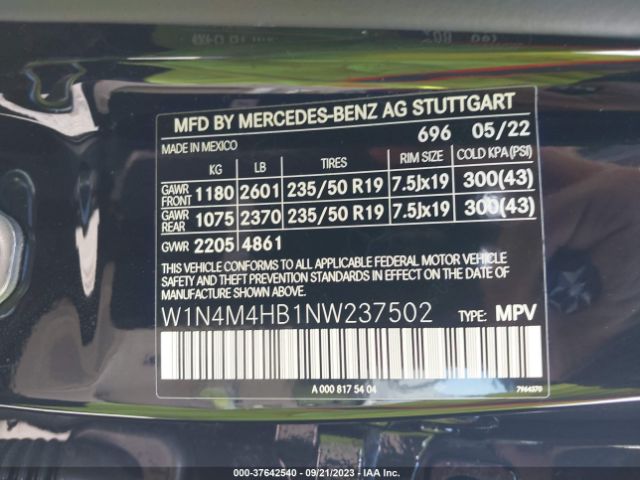 MFD BY MERCEDES-BENZ AG STUTTGART
MADE IN MEXICO 696 05/22
KG LB TIRES RIM SIZE COLD KPA(PSI)
GAWR FRONT 1180 2601 235/50 R19 7.5Jx19 300(43)
GAWR REAR 1075 2370 235/50 R19 7.5Jx19 300(43)
GVWR 2205 4861
THIS VEHICLE CONFORMS TO ALL APPLICABLE FEDERAL MOTOR VEHICLE
SAFETY AND THEFT PREVENTION STANDARDS IN EFFECT ON THE DATE OF
MANUFACTURE SHOWN ABOVE.
W1N4M4HB1NW237502 TYPE: MPV
A 000 817 54 04 7964370
000-37642540 - 09/21/2023 - IAA Inc.